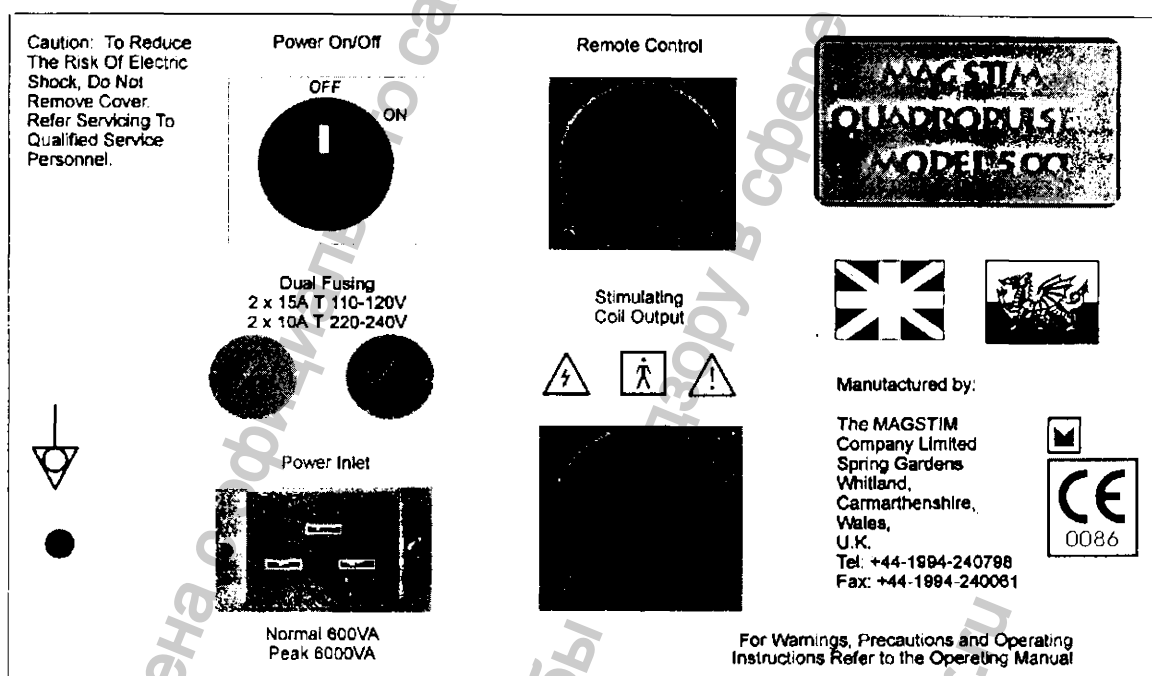 Caution: To Reduce
The Risk Of Electric
Shock, Do Not
Remove Cover.
Refer Servicing To
Qualified Service
Personnel.
Power On/Off
OFF
ON
Dual Fusing
2 x 15A T 110-120V
2 x 10A T 220-240V
Power Inlet
Normal 600VA
Peak 6000VA
Remote Control
Stimulating
Coil Output
MAGSTIM
QUADROPULSE
MODEL 500
Manutactured by:
The MAGSTIM
Company Limited
Spring Gardens
Whitland,
Carmarthenshire,
Wales,
U.K.
Tel: +44-1994-240798
Fax: +44-1994-240061
CE
0086
For Warnings, Precautions and Operating
Instructions Refer to the Operating Manual